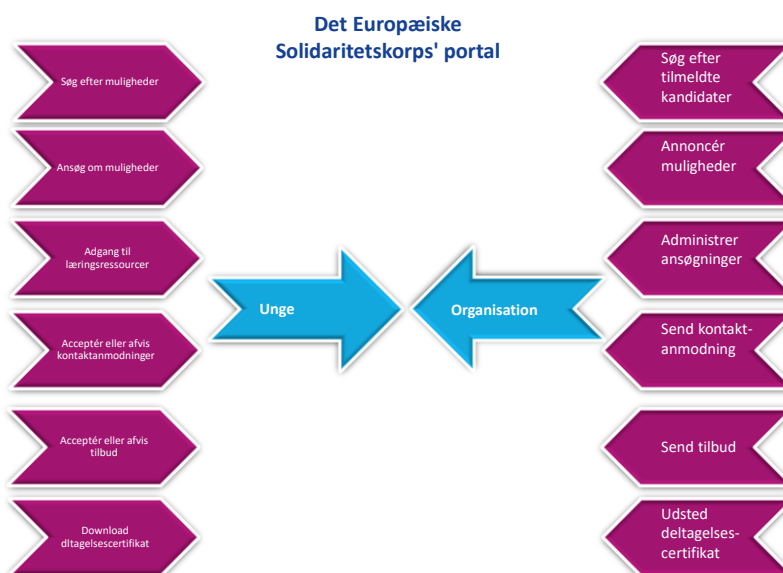 Det Europæiske
Solidaritetskorps' portal
Søg efter muligheder
Ansøg om muligheder
Adgang til
læringsressourcer
Acceptér eller afvis
kontaktanmodninger
Acceptér eller afvis
tilbud
Download
dltagelsescertifikat
Unge
Organisation
Søg efter
tilmeldte
kandidater
Annoncér
muligheder
Administrer
ansøgninger
Send kontakt-
anmodning
Send tilbud
Udsted
deltagelses-
certifikat